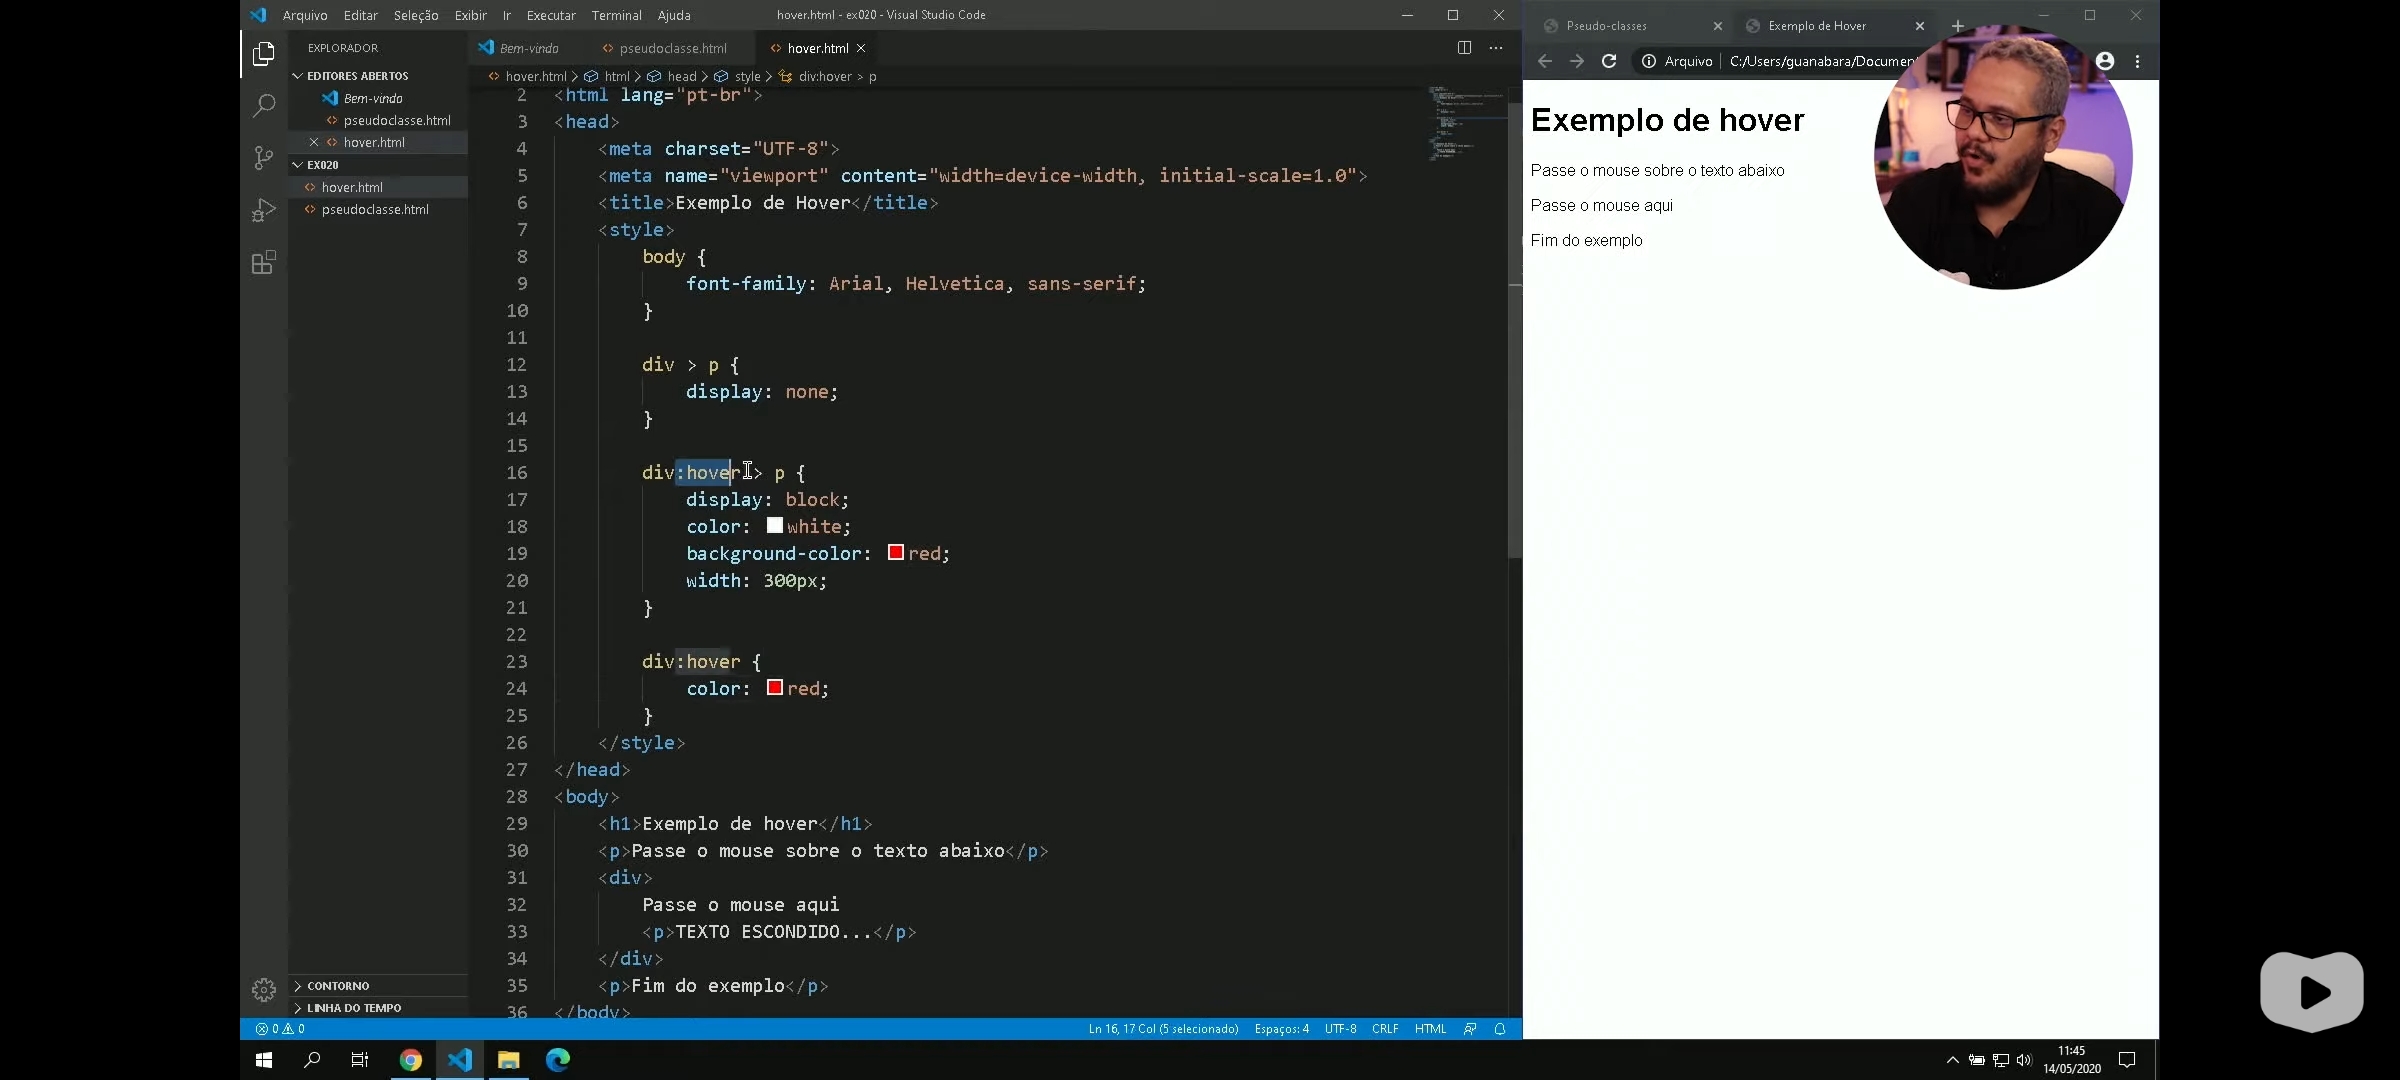 Arquivo Editar Seleção Exibir Ir Executar Terminal Ajuda
hover.html - ex020 - Visual Studio Code
EXPLORADOR
EDITORES ABERTOS
Bem-vindo
pseudoclasse.html
hover.html
EX020
hover.html
pseudoclasse.html
CONTORNO
LINHA DO TEMPO
Bem-vindo pseudoclasse.html hover.html
hover.html > html > head > style > div:hover > p
2 <html lang="pt-br">
3 <head>
4 <meta charset="UTF-8">
5 <meta name="viewport" content="width=device-width, initial-scale=1.0">
6 <title>Exemplo de Hover</title>
7 <style>
8 body {
9 font-family: Arial, Helvetica, sans-serif;
10 }
11
12 div > p {
13 display: none;
14 }
15
16 div:hover > p {
17 display: block;
18 color: white;
19 background-color: red;
20 width: 300px;
21 }
22
23 div:hover {
24 color: red;
25 }
26 </style>
27 </head>
28 <body>
29 <h1>Exemplo de hover</h1>
30 <p>Passe o mouse sobre o texto abaixo</p>
31 <div>
32 Passe o mouse aqui
33 <p>TEXTO ESCONDIDO...</p>
34 </div>
35 <p>Fim do exemplo</p>
36 </body>
0 0
Ln 16, 17 Col (5 selecionado) Espaços: 4 UTF-8 CRLF HTML
Pseudo-classes Exemplo de Hover
Arquivo C:/Users/guanabara/Documen
Exemplo de hover
Passe o mouse sobre o texto abaixo
Passe o mouse aqui
Fim do exemplo
11:45
14/05/2020